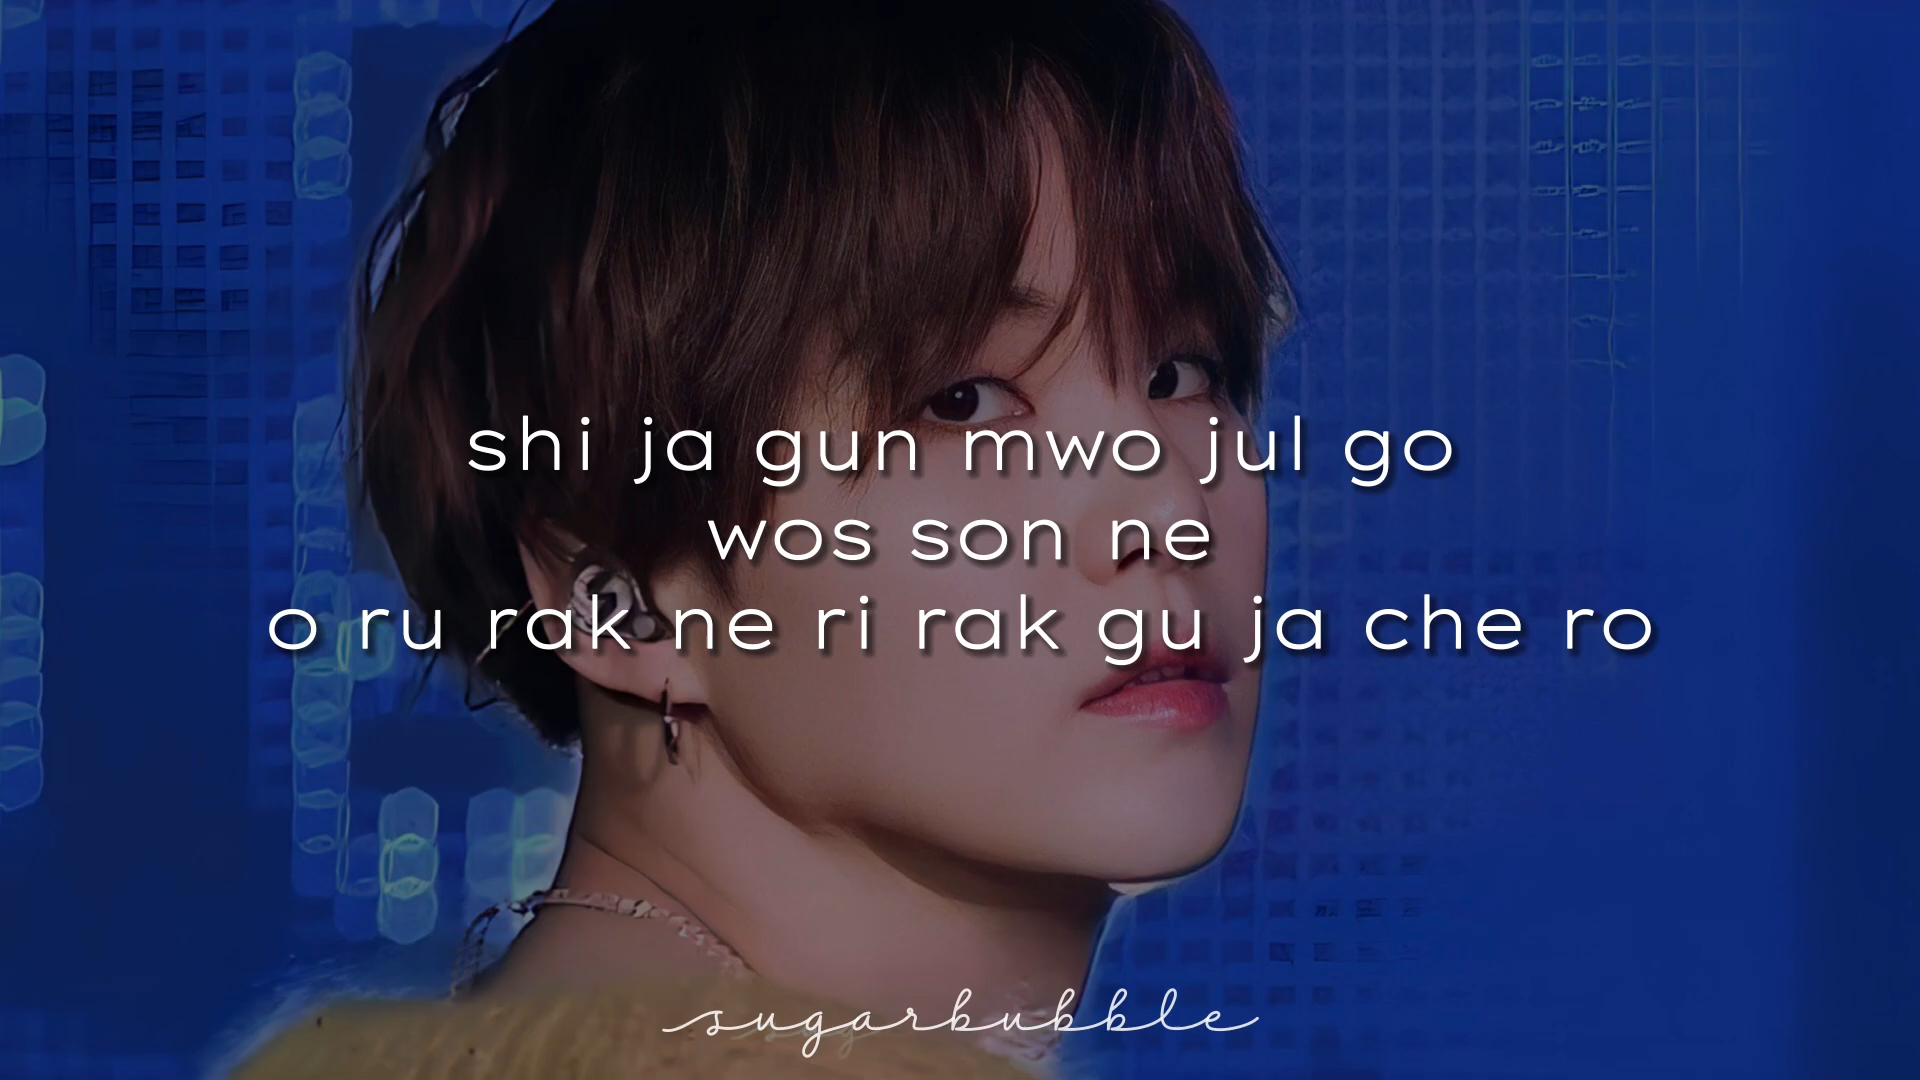 shi ja gun mwo jul go
wos son ne
o ru rak ne ri rak gu ja che ro
sugarbubble